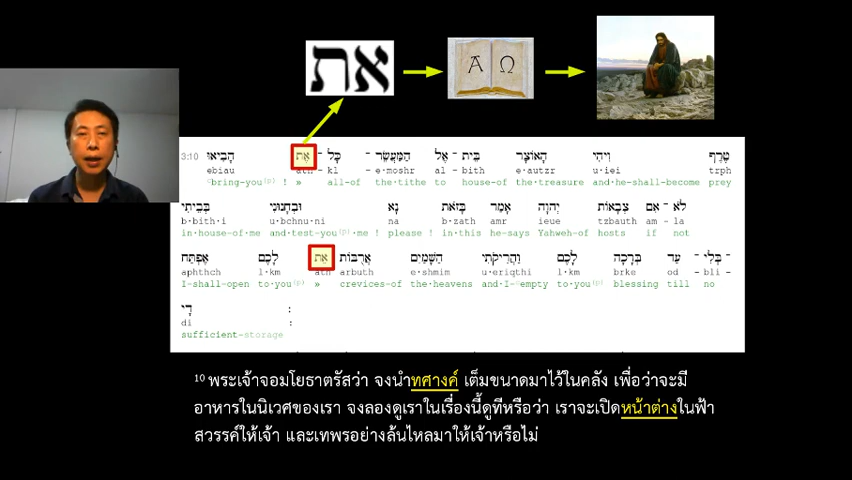 את
Α Ω
3:10 הָבִיאוּ אֶת־ כָּל־ הַמַּעֲשֵׂר אֶל־ בֵּית הָאוֹצָר וִיהִי טֶרֶף
ebiau ath - kl - e·moshr al - bith e·autzr u·iei trph
bring-you(p) ! » all-of the·tithe to house-of the·treasure and·he-shall-become prey
בְּבֵיתִי וּבְחָנוּנִי נָא בָּזֹאת אָמַר יְהוָה צְבָאוֹת אִם־ לֹא
b·bith·i u·bchnu·ni na b·zath amr ieue tzbauth am - la
in·house-of·me and·test-you(p)·me ! please ! in·this he-says Yahweh-of hosts if not
אֶפְתַּח לָכֶם אֵת אֲרֻבּוֹת הַשָּׁמַיִם וַהֲרִיקֹתִי לָכֶם בְּרָכָה עַד־ בְּלִי־
aphthch l·km ath arbuth e·shmim u·eriqthi l·km brke od - bli -
I-shall-open to·you(p) » crevices-of the·heavens and·I-empty to·you(p) blessing till no
דָי :
di :
sufficient-storage
10 พระเจ้าจอมโยธาตรัสว่า จงนำทศางค์ เต็มขนาดมาไว้ในคลัง เพื่อว่าจะมี
อาหารในนิเวศของเรา จงลองดูเราในเรื่องนี้ดูทีหรือว่า เราจะเปิดหน้าต่างในฟ้า
สวรรค์ให้เจ้า และเทพรอย่างล้นไหลมาให้เจ้าหรือไม่